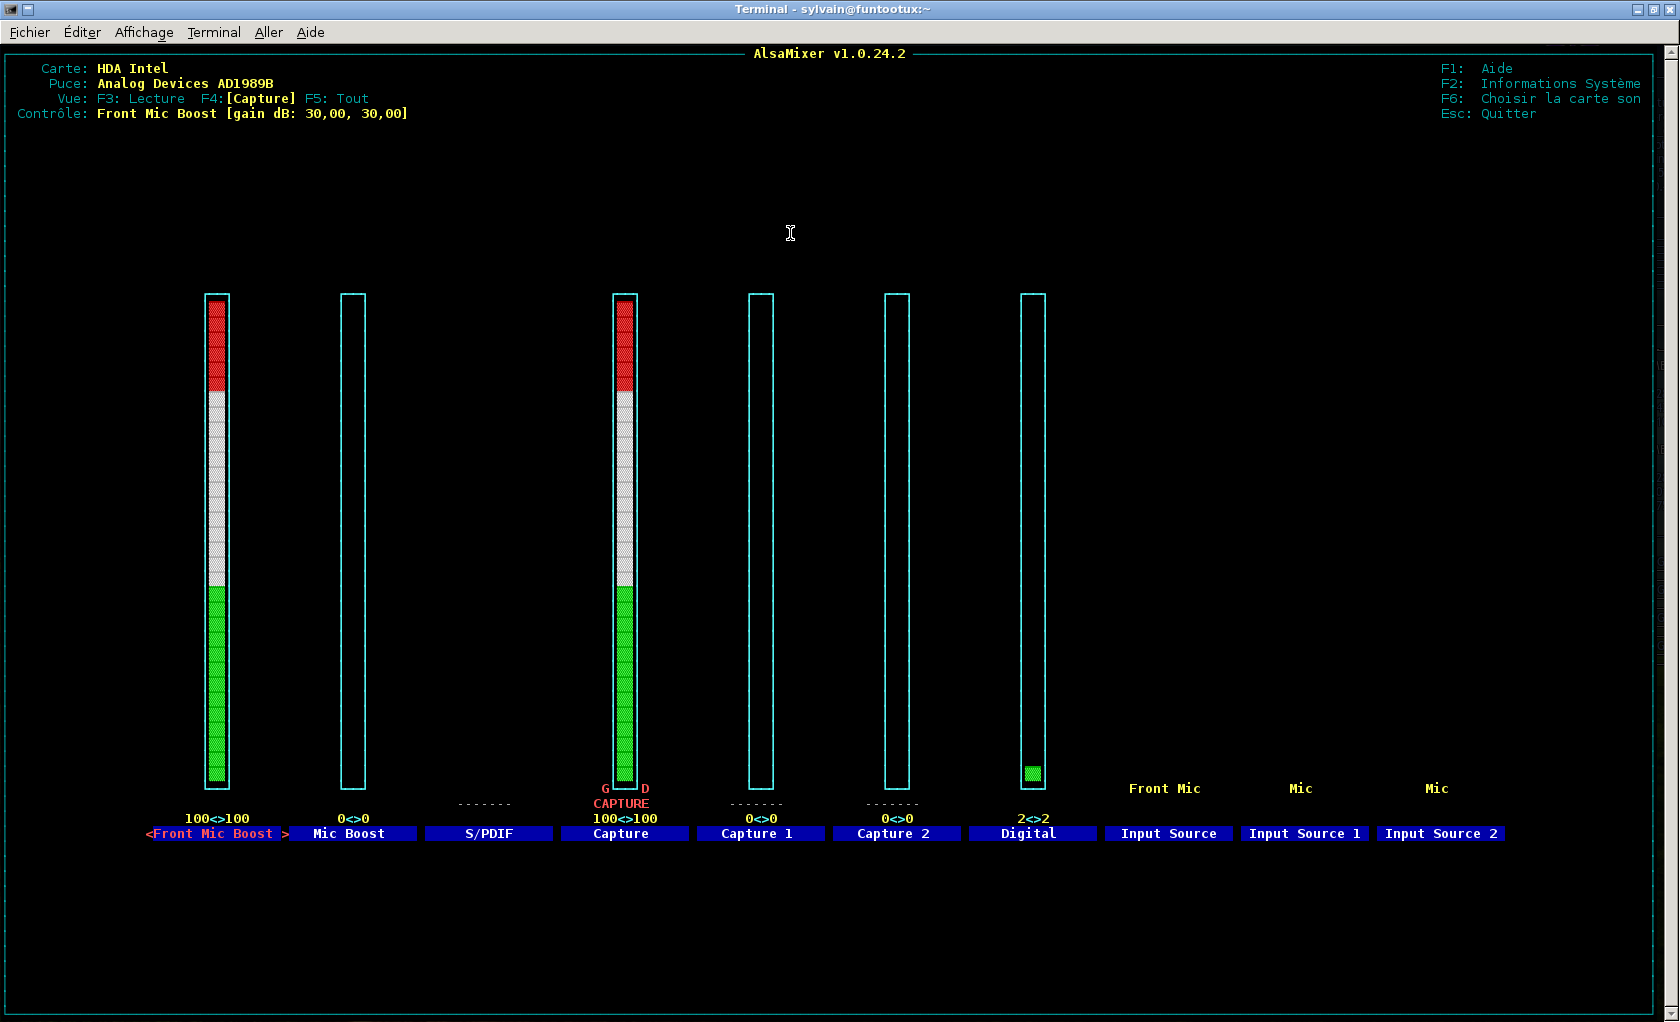 Terminal - sylvain@funtootux:~
Fichier Éditer Affichage Terminal Aller Aide
AlsaMixer v1.0.24.2
Carte: HDA Intel F1: Aide
Puce: Analog Devices AD1989B F2: Informations Système
Vue: F3: Lecture F4:[Capture] F5: Tout F6: Choisir la carte son
Contrôle: Front Mic Boost [gain dB: 30,00, 30,00] Esc: Quitter
G D Front Mic Mic Mic
------- CAPTURE ------- -------
100<>100 0<>0 100<>100 0<>0 0<>0 2<>2
<Front Mic Boost > Mic Boost S/PDIF Capture Capture 1 Capture 2 Digital Input Source Input Source 1 Input Source 2